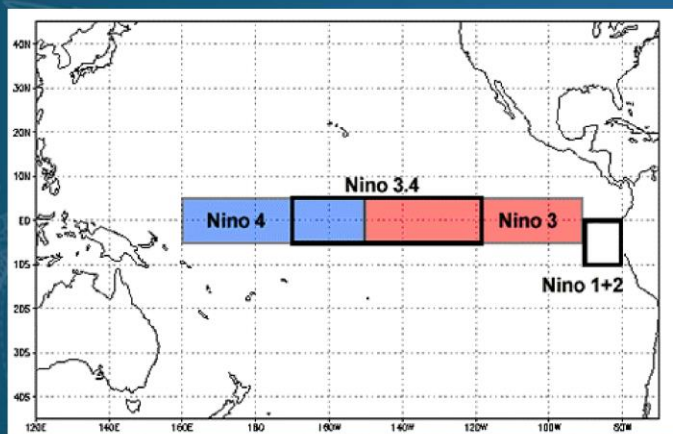 40N
30N
20N
10N
Nino 3.4
Nino 4
Nino 3
EQ
10S
Nino 1+2
20S
30S
40S
120E
140E
160E
180
160W
140W
120W
100W
80W